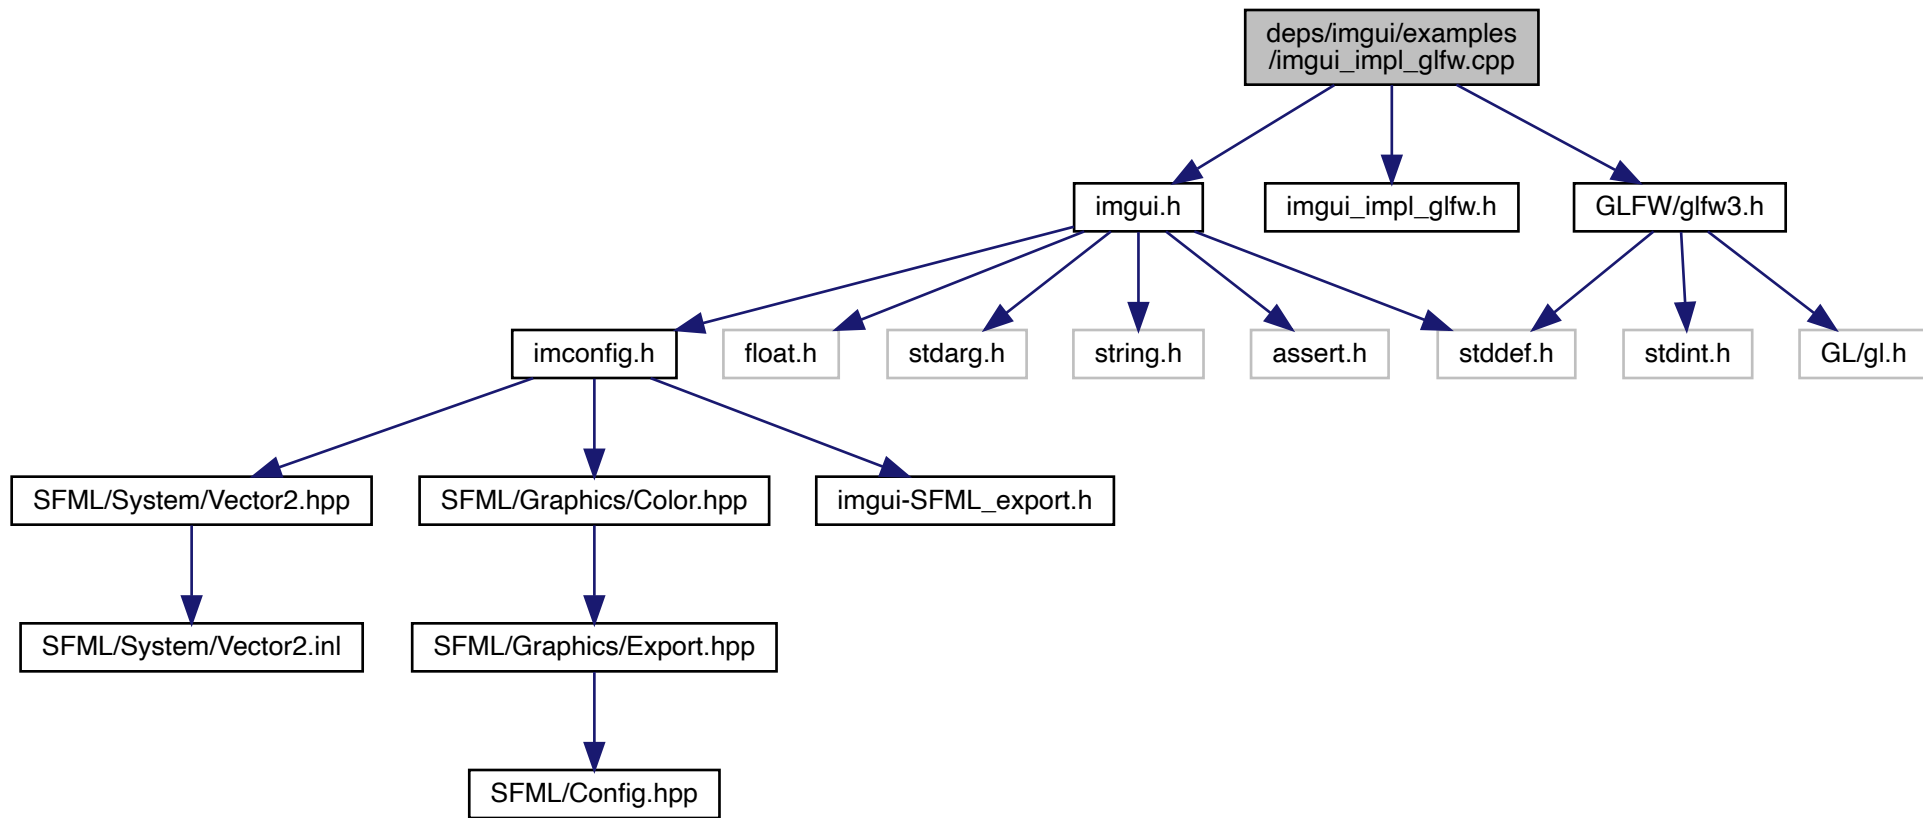 deps/imgui/examples
/imgui_impl_glfw.cpp
imgui.h
imgui_impl_glfw.h
GLFW/glfw3.h
imconfig.h
float.h
stdarg.h
string.h
assert.h
stddef.h
stdint.h
GL/gl.h
SFML/System/Vector2.hpp
SFML/Graphics/Color.hpp
imgui-SFML_export.h
SFML/System/Vector2.inl
SFML/Graphics/Export.hpp
SFML/Config.hpp